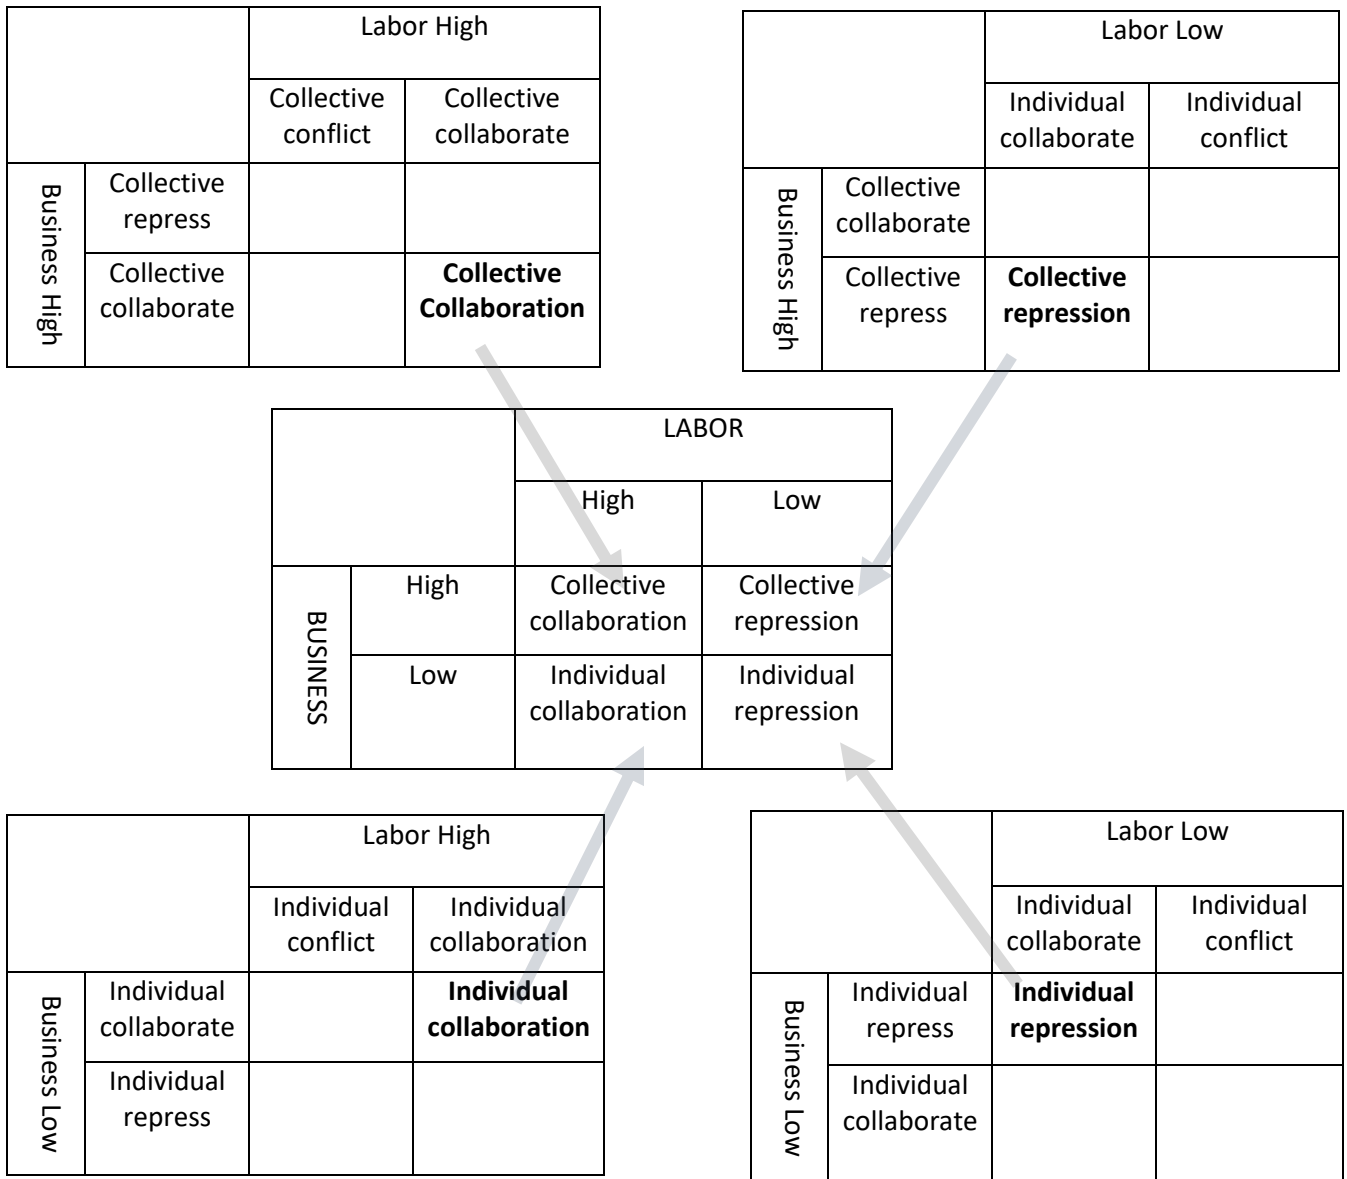 Labor High
Collective
conflict
Collective
collaborate
Business High
Collective
repress
Collective
collaborate
Collective
Collaboration
Labor Low
Individual
collaborate
Individual
conflict
Business High
Collective
collaborate
Collective
repress
Collective
repression
LABOR
High
Low
BUSINESS
High
Collective
collaboration
Collective
repression
Low
Individual
collaboration
Individual
repression
Labor High
Individual
conflict
Individual
collaboration
Business Low
Individual
collaborate
Individual
collaboration
Individual
repress
Labor Low
Individual
collaborate
Individual
conflict
Business Low
Individual
repress
Individual
repression
Individual
collaborate